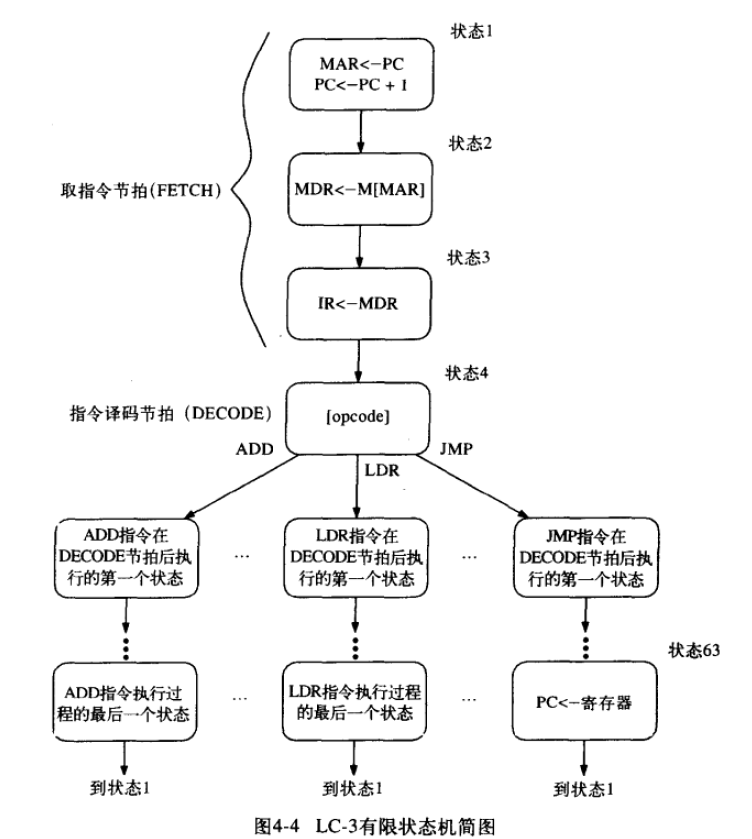 状态1
MAR<-PC
PC<-PC + 1
状态2
取指令节拍(FETCH)
MDR<-M[MAR]
状态3
IR<-MDR
状态4
指令译码节拍 (DECODE)
[opcode]
ADD
LDR
JMP
ADD指令在
DECODE节拍后执
行的第一个状态
...
LDR指令在
DECODE节拍后执
行的第一个状态
...
JMP指令在
DECODE节拍后执
行的第一个状态
状态63
ADD指令执行过
程的最后一个状态
...
LDR指令执行过程
的最后一个状态
...
PC<-寄存器
到状态1
到状态1
到状态1
图4-4 LC-3有限状态机简图